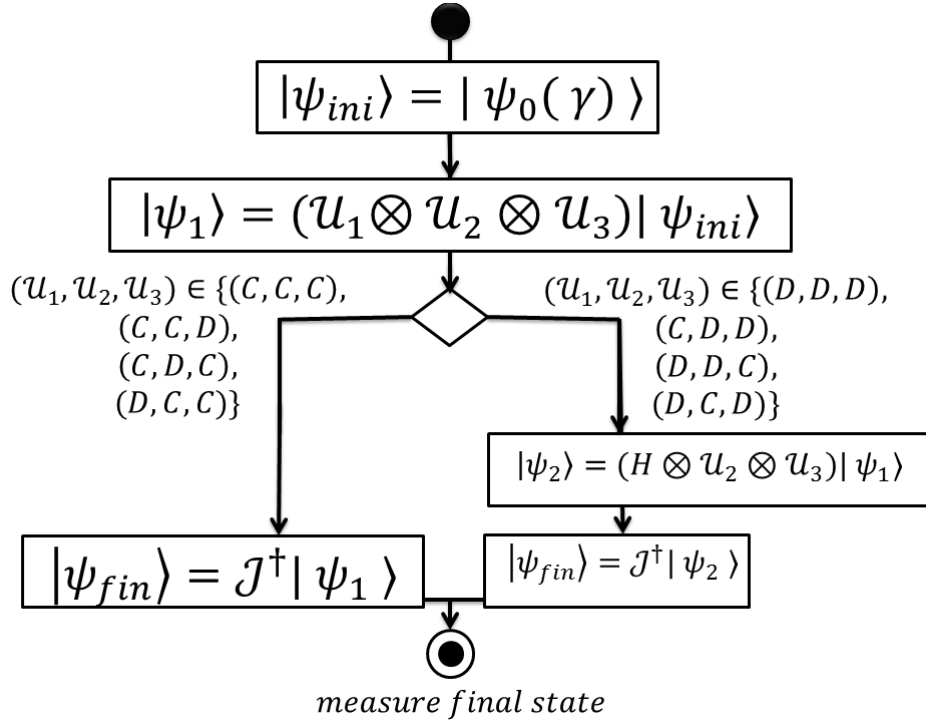 |ψ_ini⟩ = | ψ_0( γ) ⟩
|ψ_1⟩ = (𝒰_1⊗ 𝒰_2 ⊗ 𝒰_3)| ψ_ini⟩
(𝒰_1, 𝒰_2, 𝒰_3) ∈ {(C, C, C),
(C, C, D),
(C, D, C),
(D, C, C)}
(𝒰_1, 𝒰_2, 𝒰_3) ∈ {(D, D, D),
(C, D, D),
(D, D, C),
(D, C, D)}
|ψ_2⟩ = (H ⊗ 𝒰_2 ⊗ 𝒰_3)| ψ_1⟩
|ψ_fin⟩ = 𝒥^†| ψ_1 ⟩
|ψ_fin⟩ = 𝒥^†| ψ_2 ⟩
measure final state